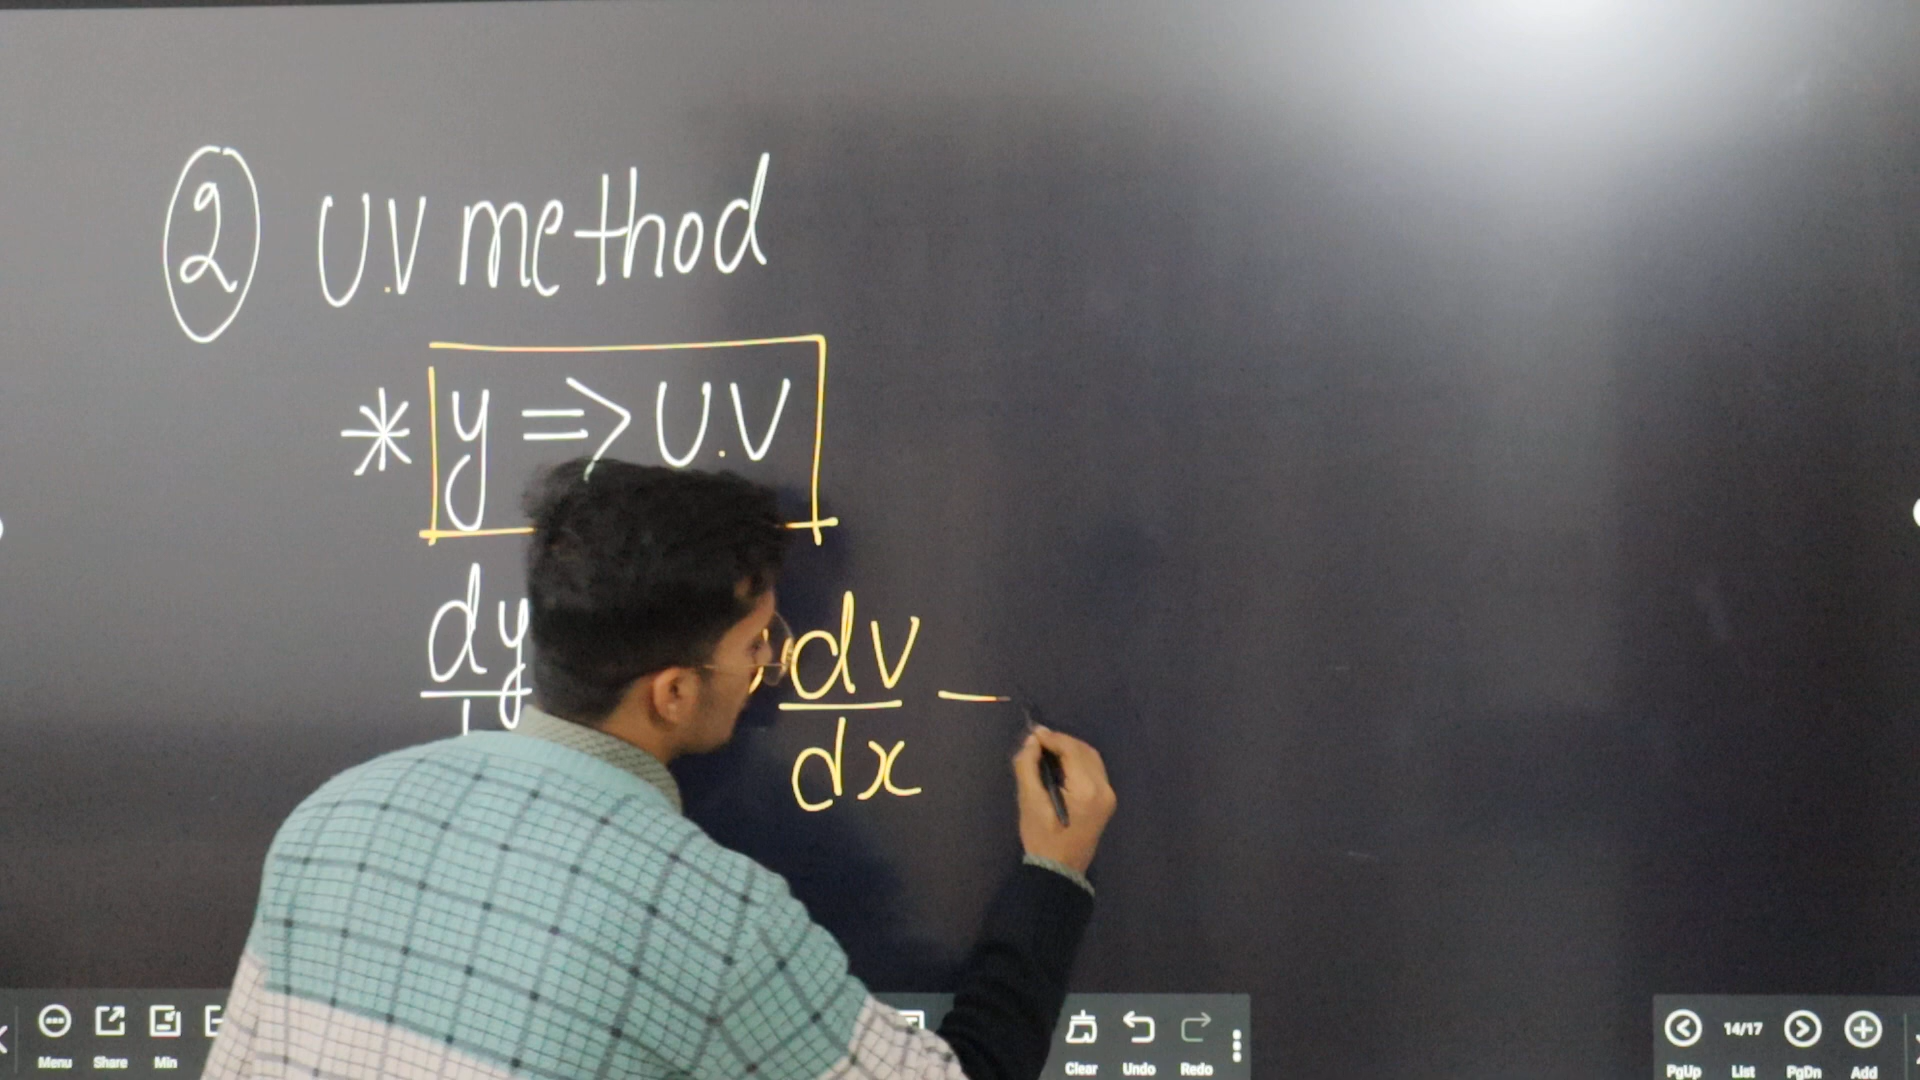 2 U.V method
* y => U.V
dy dv —
dx
Menu Share Min Clear Undo Redo 14/17 PgUp List PgDn Add